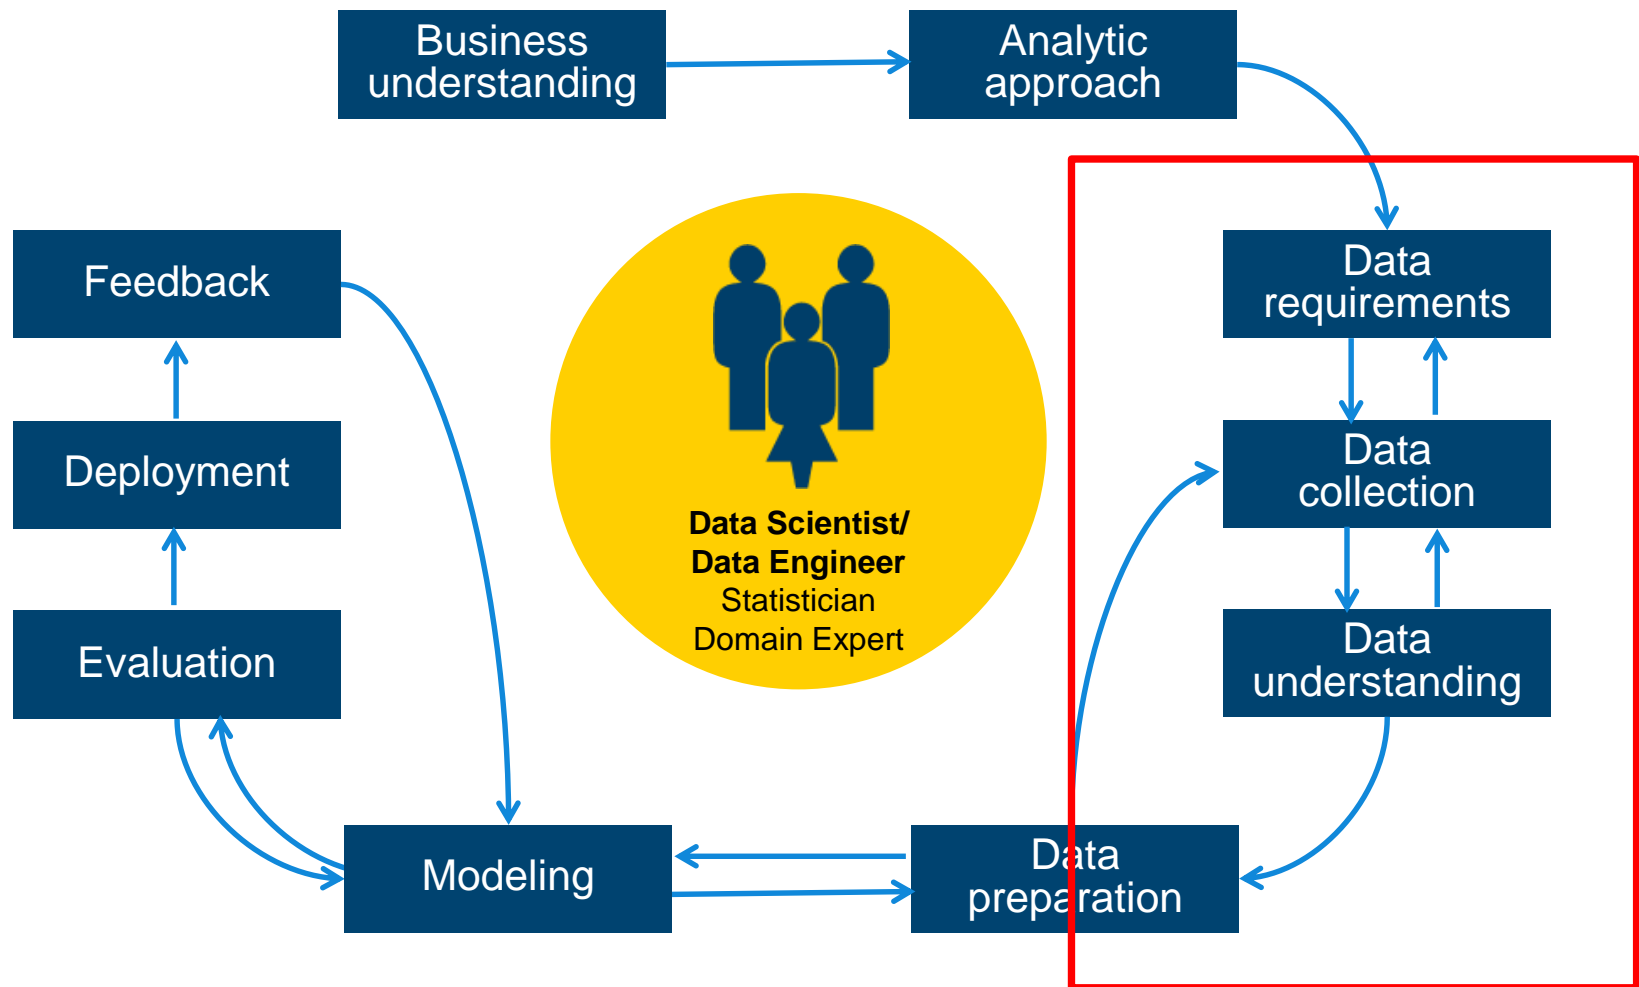 Business
understanding
Analytic
approach
Data
requirements
Data
collection
Data
understanding
Data
preparation
Modeling
Evaluation
Deployment
Feedback
Data Scientist/
Data Engineer
Statistician
Domain Expert